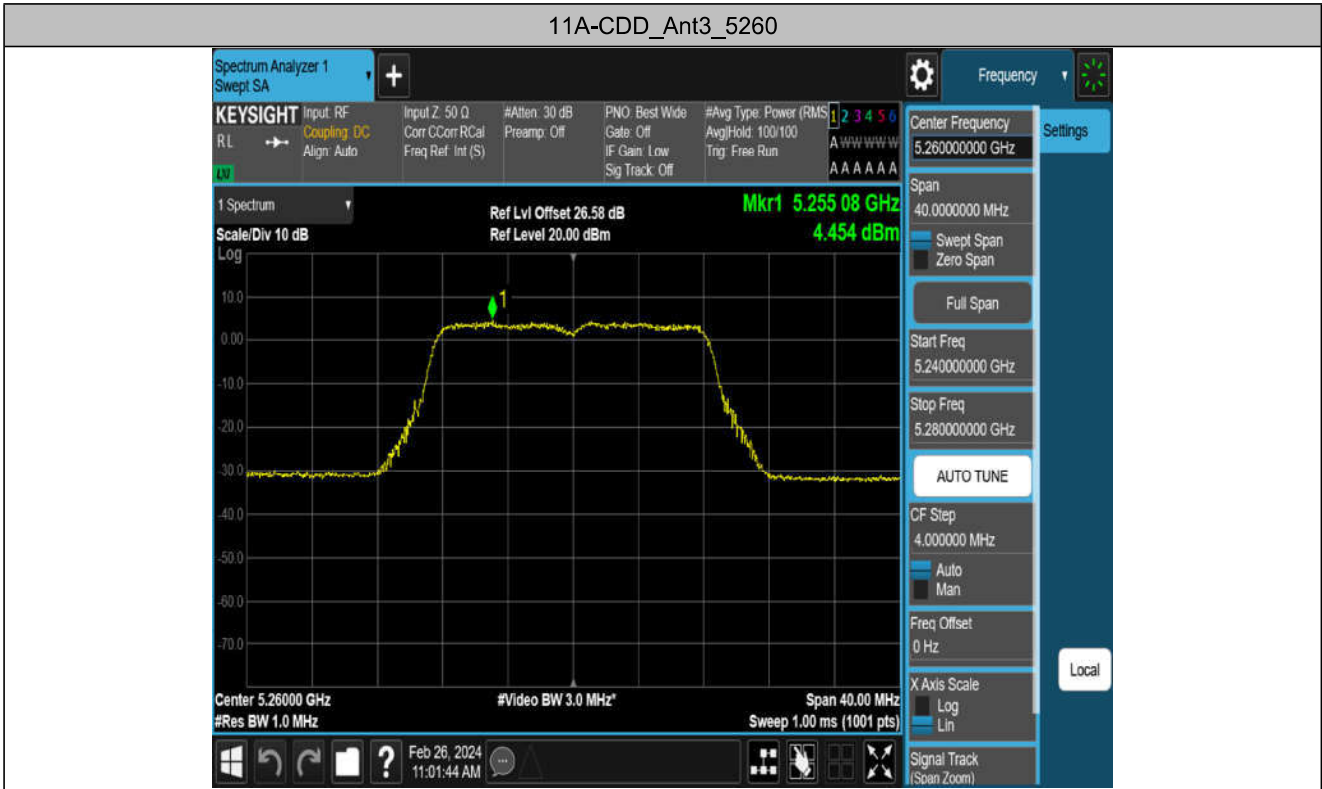 11A-CDD_Ant3_5260
Spectrum Analyzer 1
Swept SA
Frequency
KEYSIGHT
RL
Input: RF
Coupling: DC
Align: Auto
Input Z: 50 Ω
Corr CCorr RCal
Freq Ref: Int (S)
#Atten: 30 dB
Preamp: Off
PNO: Best Wide
Gate: Off
IF Gain: Low
Sig Track: Off
#Avg Type: Power (RMS
Avg|Hold: 100/100
Trig: Free Run
1 2 3 4 5 6
A W W W W W
A A A A A A
1 Spectrum
Scale/Div 10 dB
Log
Ref Lvl Offset 26.58 dB
Ref Level 20.00 dBm
Mkr1 5.255 08 GHz
4.454 dBm
1
10.0
0.00
-10.0
-20.0
-30.0
-40.0
-50.0
-60.0
-70.0
Center 5.26000 GHz
#Res BW 1.0 MHz
#Video BW 3.0 MHz*
Span 40.00 MHz
Sweep 1.00 ms (1001 pts)
Feb 26, 2024
11:01:44 AM
Center Frequency
5.260000000 GHz
Settings
Span
40.0000000 MHz
Swept Span
Zero Span
Full Span
Start Freq
5.240000000 GHz
Stop Freq
5.280000000 GHz
AUTO TUNE
CF Step
4.000000 MHz
Auto
Man
Freq Offset
0 Hz
X Axis Scale
Log
Lin
Local
Signal Track
(Span Zoom)